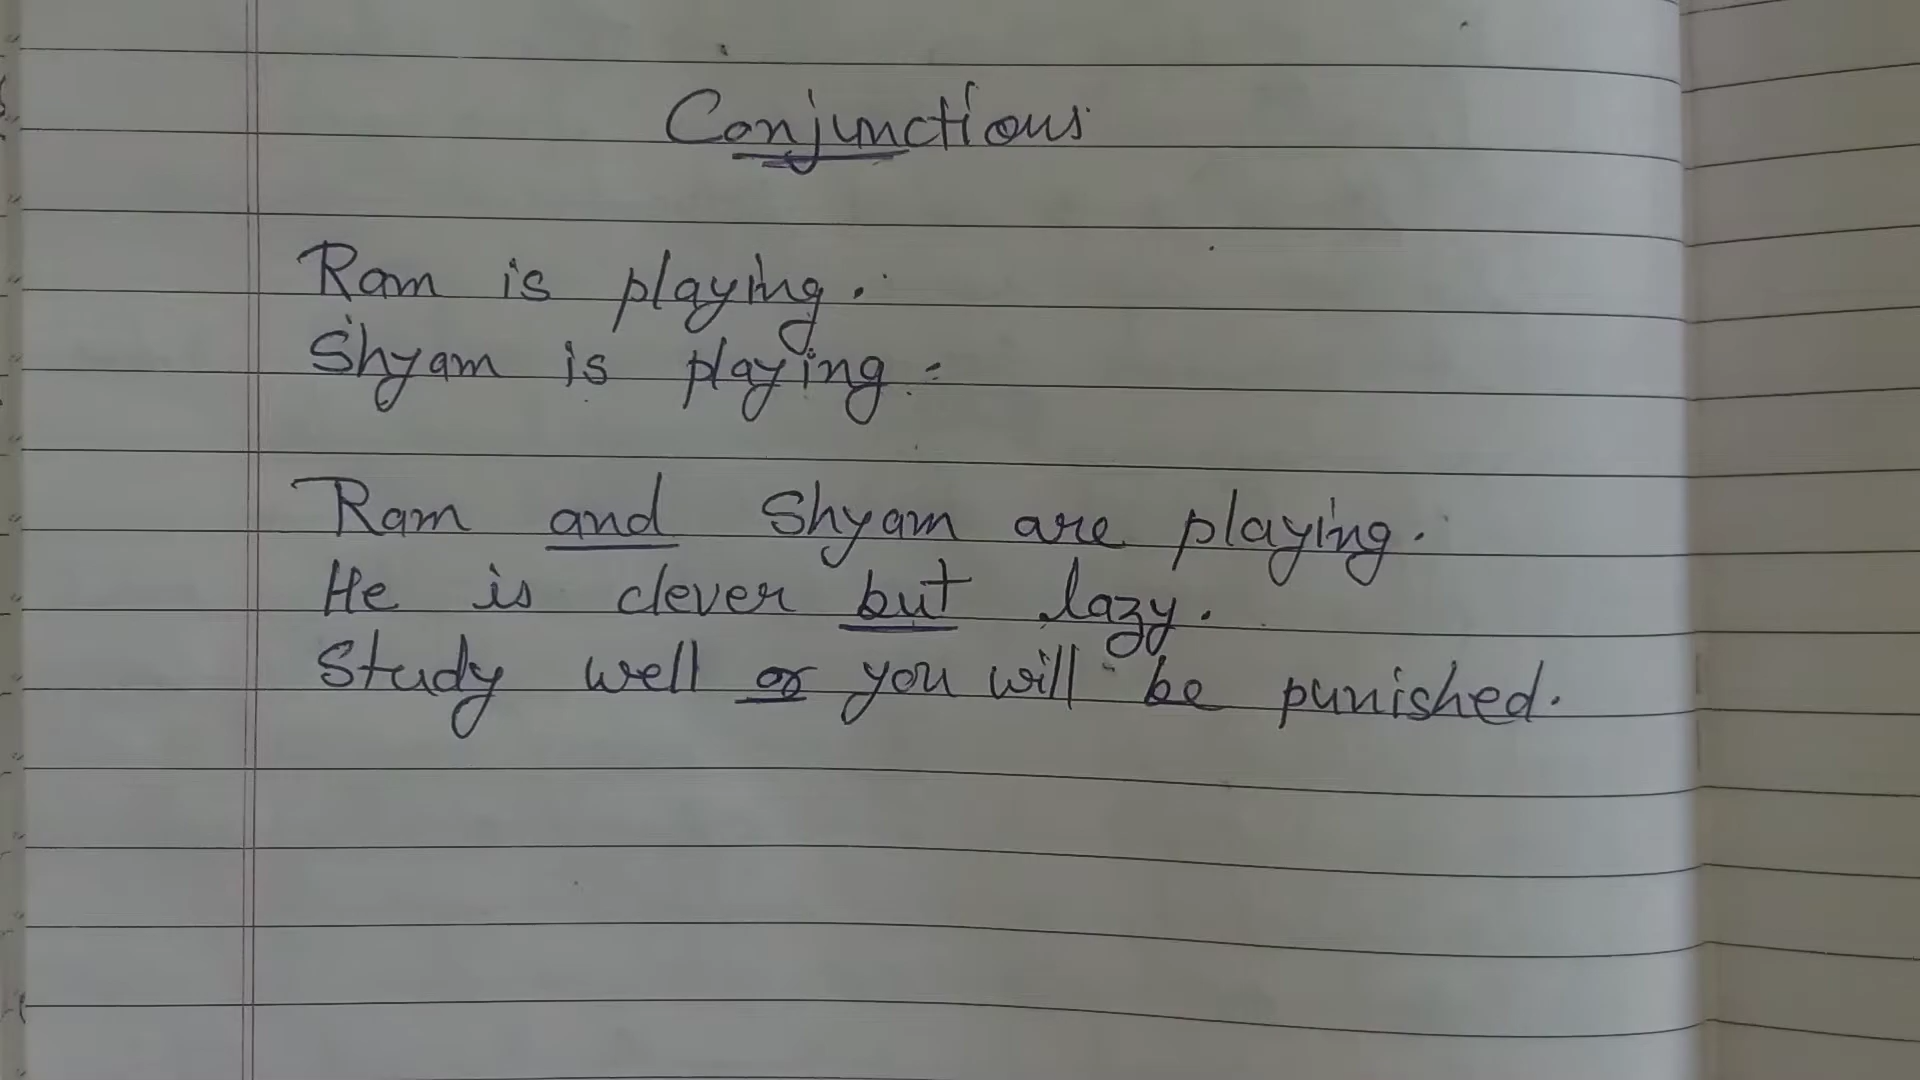 Conjunctions
Ram is playing.
Shyam is playing.
Ram and Shyam are playing.
He is clever but lazy.
Study well or you will be punished.